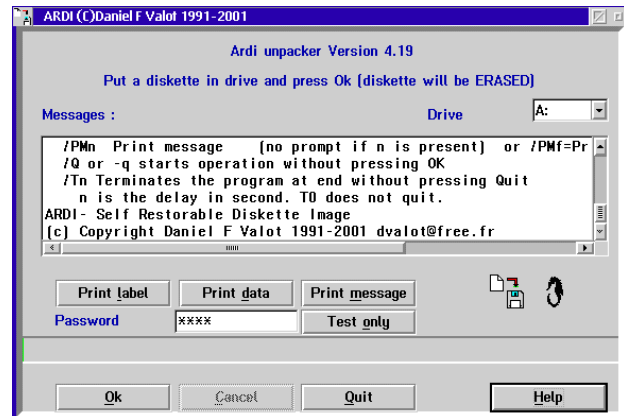 ARDI (C)Daniel F Valot 1991-2001
Ardi unpacker Version 4.19
Put a diskette in drive and press Ok (diskette will be ERASED)
Messages :
Drive
A:
/PMn Print message (no prompt if n is present) or /PMf=Pr
/Q or -q starts operation without pressing OK
/Tn Terminates the program at end without pressing Quit
n is the delay in second. T0 does not quit.
ARDI- Self Restorable Diskette Image
(c) Copyright Daniel F Valot 1991-2001 dvalot@free.fr
Print label
Print data
Print message
Password
****
Test only
Ok
Cancel
Quit
Help